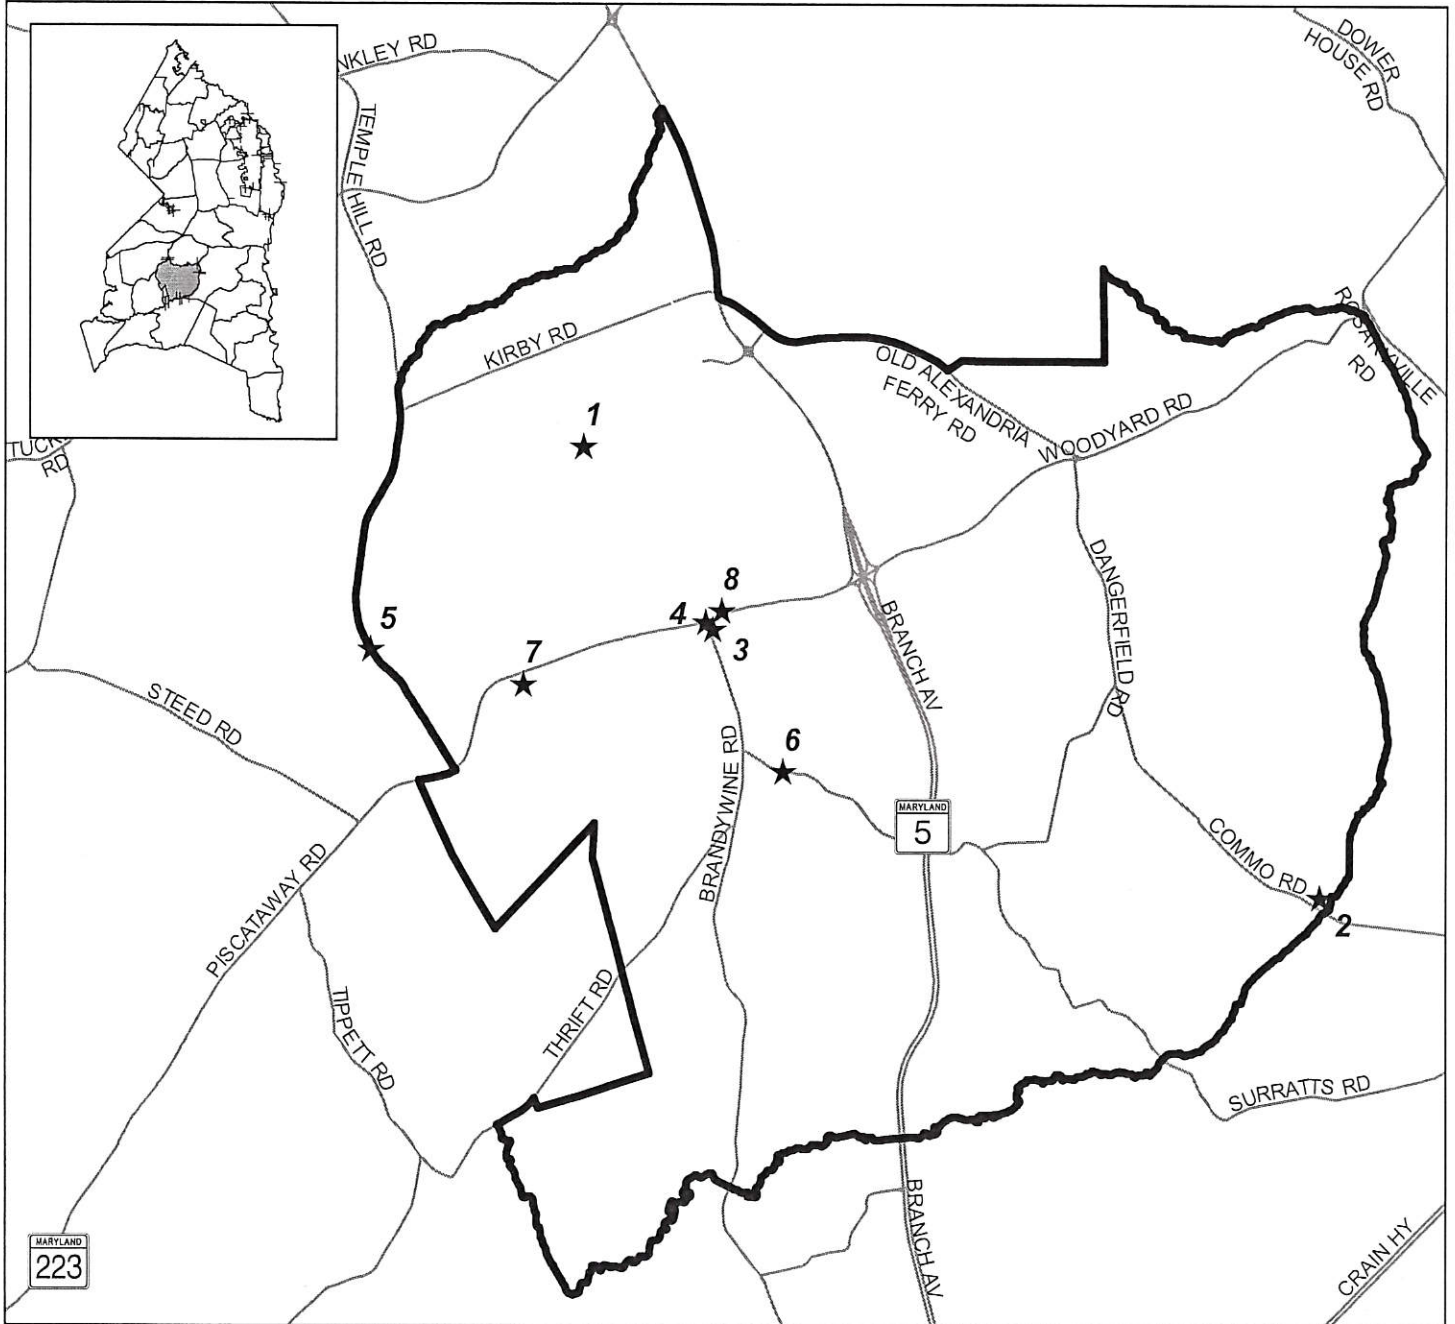 NKLEY RD
DOWER
HOUSE RD
TEMPLE HILL RD
KIRBY RD
ROSARYVILLE
RD
OLD ALEXANDRIA
FERRY RD
WOODYARD RD
1
RD
DANGERFIELD RD
8
4
3
5
7
BRANCH AV
STEED RD
6
BRANDYWINE RD
MARYLAND
5
COMMO RD
2
PISCATAWAY RD
THRIFT RD
TIPPETT RD
SURRATTS RD
BRANCH AV
MARYLAND
223
CRAIN HY